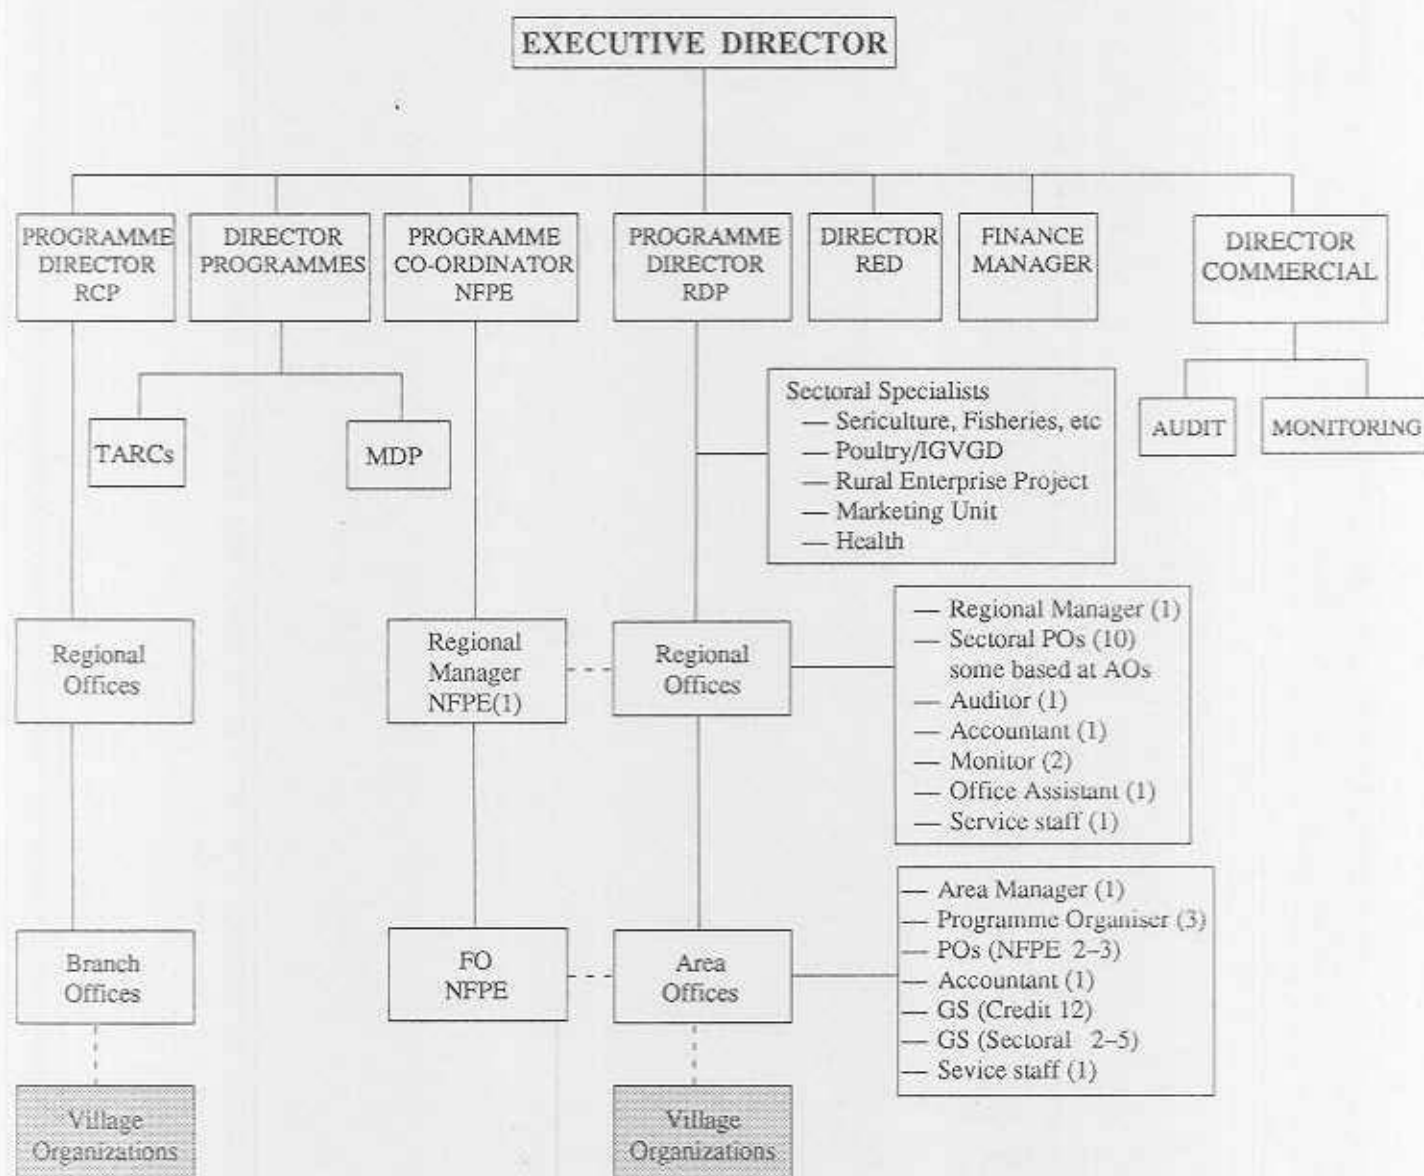 EXECUTIVE DIRECTOR
PROGRAMME
DIRECTOR
RCP
DIRECTOR
PROGRAMMES
PROGRAMME
CO-ORDINATOR
NFPE
PROGRAMME
DIRECTOR
RDP
DIRECTOR
RED
FINANCE
MANAGER
DIRECTOR
COMMERCIAL
TARCs
MDP
Sectoral Specialists
— Sericulture, Fisheries, etc
— Poultry/IGVGD
— Rural Enterprise Project
— Marketing Unit
— Health
AUDIT
MONITORING
Regional
Offices
Regional
Manager
NFPE(1)
Regional
Offices
— Regional Manager (1)
— Sectoral POs (10)
some based at AOs
— Auditor (1)
— Accountant (1)
— Monitor (2)
— Office Assistant (1)
— Service staff (1)
Branch
Offices
FO
NFPE
Area
Offices
— Area Manager (1)
— Programme Organiser (3)
— POs (NFPE 2–3)
— Accountant (1)
— GS (Credit 12)
— GS (Sectoral 2–5)
— Sevice staff (1)
Village
Organizations
Village
Organizations